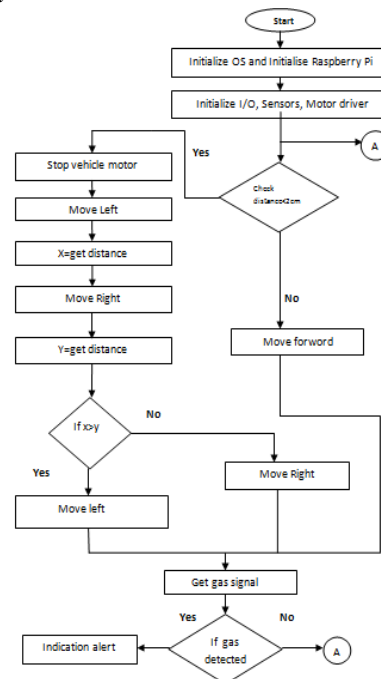 Start
Initialize OS and Initialise Raspberry Pi
Initialize I/O, Sensors, Motor driver
A
Yes
Stop vehicle motor
Check
distance<2cm
Move Left
X=get distance
Move Right
No
Y=get distance
Move forword
If x>y
No
Yes
Move Right
Move left
Get gas signal
Yes
No
Indication alert
If gas
detected
A